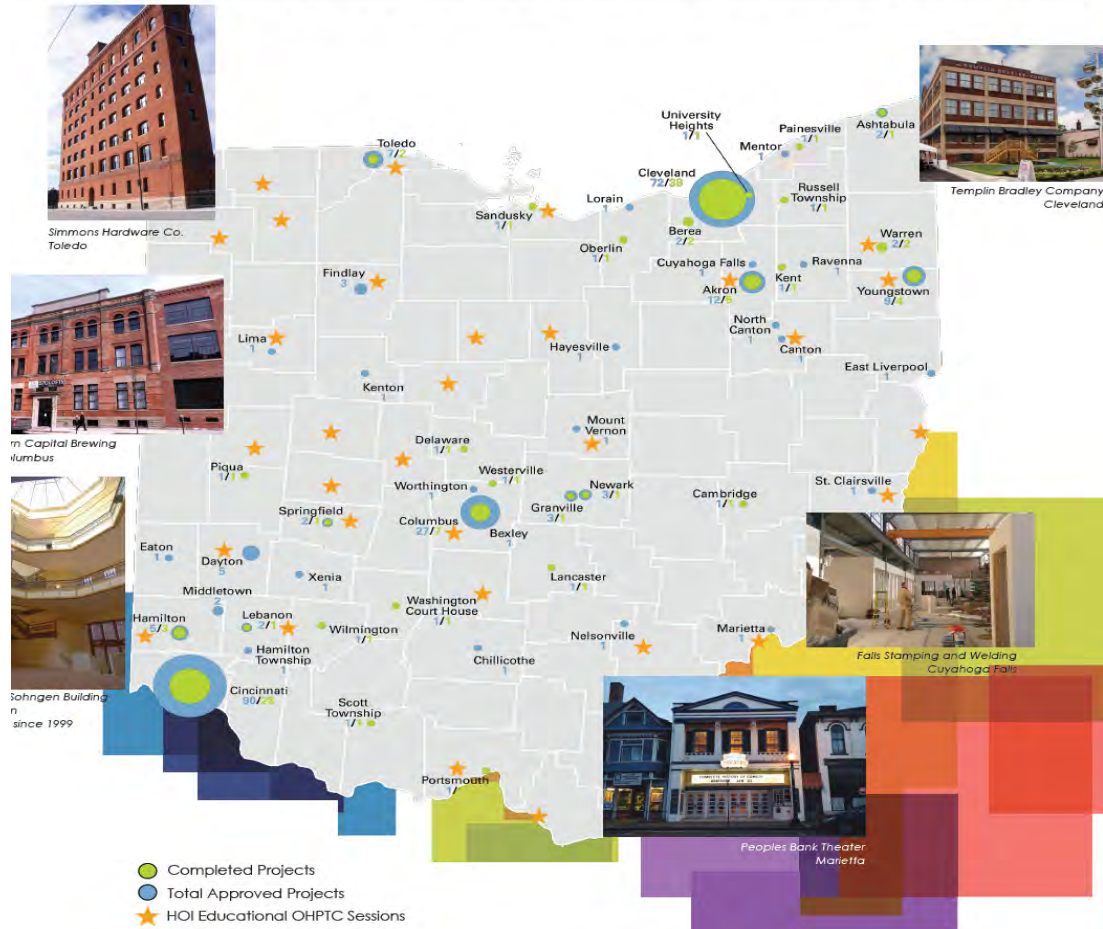 Simmons Hardware Co.
Toledo
Templin Bradley Company
Cleveland
University
Heights
1/1
Painesville
1/1
Mentor
1
Ashtabula
2/1
Toledo
7/2
Cleveland
72/38
Russell
Township
1/1
Sandusky
1/1
Lorain
1
Berea
2/2
Oberlin
1/1
Warren
2/2
Findlay
3
Cuyahoga Falls
1
Akron
12/5
Kent
1/1
Ravenna
1
Youngstown
9/4
Lima
1
Hayesville
1
North
Canton
1
Canton
1
Kenton
1
East Liverpool
1
rn Capital Brewing
olumbus
Mount
Vernon
1
Delaware
1/1
Piqua
1/1
Westerville
1/1
Worthington
1
Newark
3/1
Granville
3/1
Cambridge
1/1
St. Clairsville
1
Springfield
2/1
Columbus
27/7
Bexley
1
Eaton
1
Dayton
5
Xenia
1
Lancaster
1/1
Middletown
2
Washington
Court House
1/1
Hamilton
5/3
Lebanon
2/1
Wilmington
1/1
Nelsonville
1
Marietta
1
Hamilton
Township
1
Chillicothe
1
Falls Stamping and Welding
Cuyahoga Falls
Sohngen Building
n
since 1999
Cincinnati
90/28
Scott
Township
1/1
Portsmouth
1/
Peoples Bank Theater
Marietta
Completed Projects
Total Approved Projects
HOI Educational OHPTC Sessions